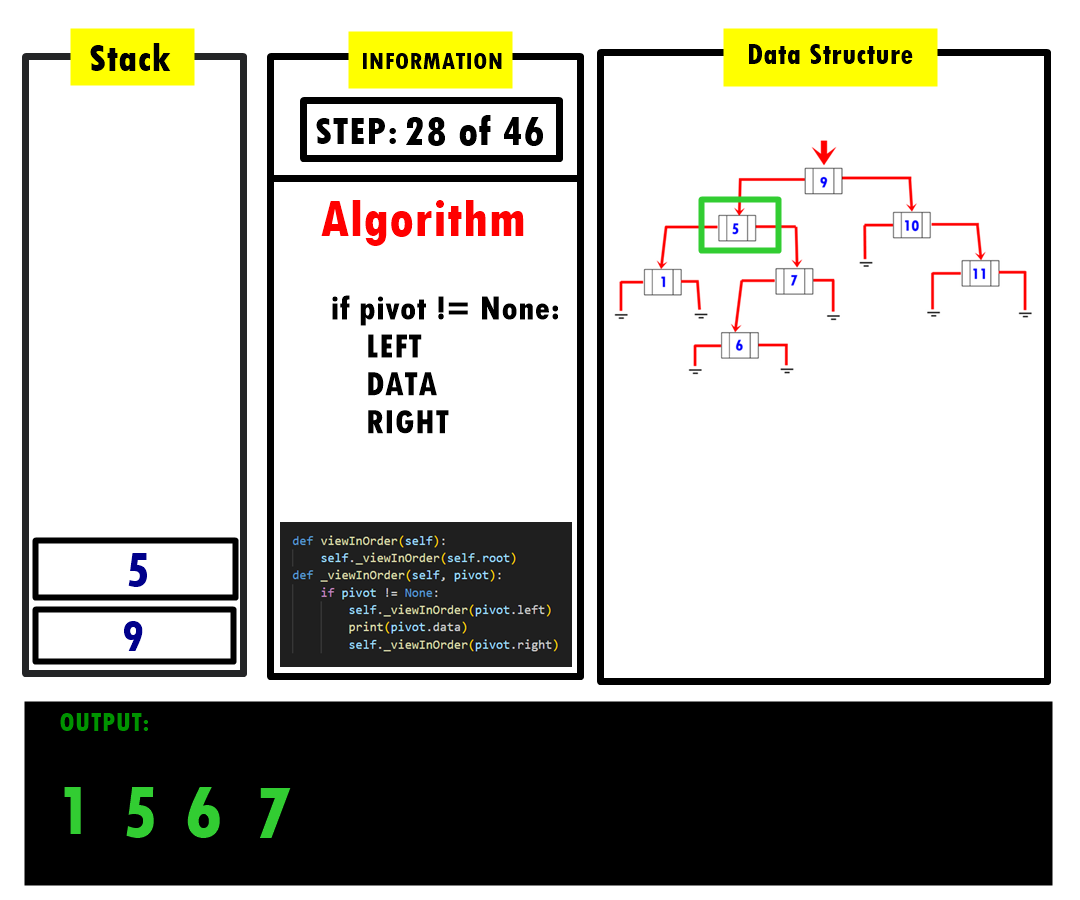 Stack
5
9
INFORMATION
STEP: 28 of 46
Algorithm
if pivot != None:
LEFT
DATA
RIGHT
def viewInOrder(self):
self._viewInOrder(self.root)
def _viewInOrder(self, pivot):
if pivot != None:
self._viewInOrder(pivot.left)
print(pivot.data)
self._viewInOrder(pivot.right)
Data Structure
9
5
10
1
7
11
6
OUTPUT:
1 5 6 7